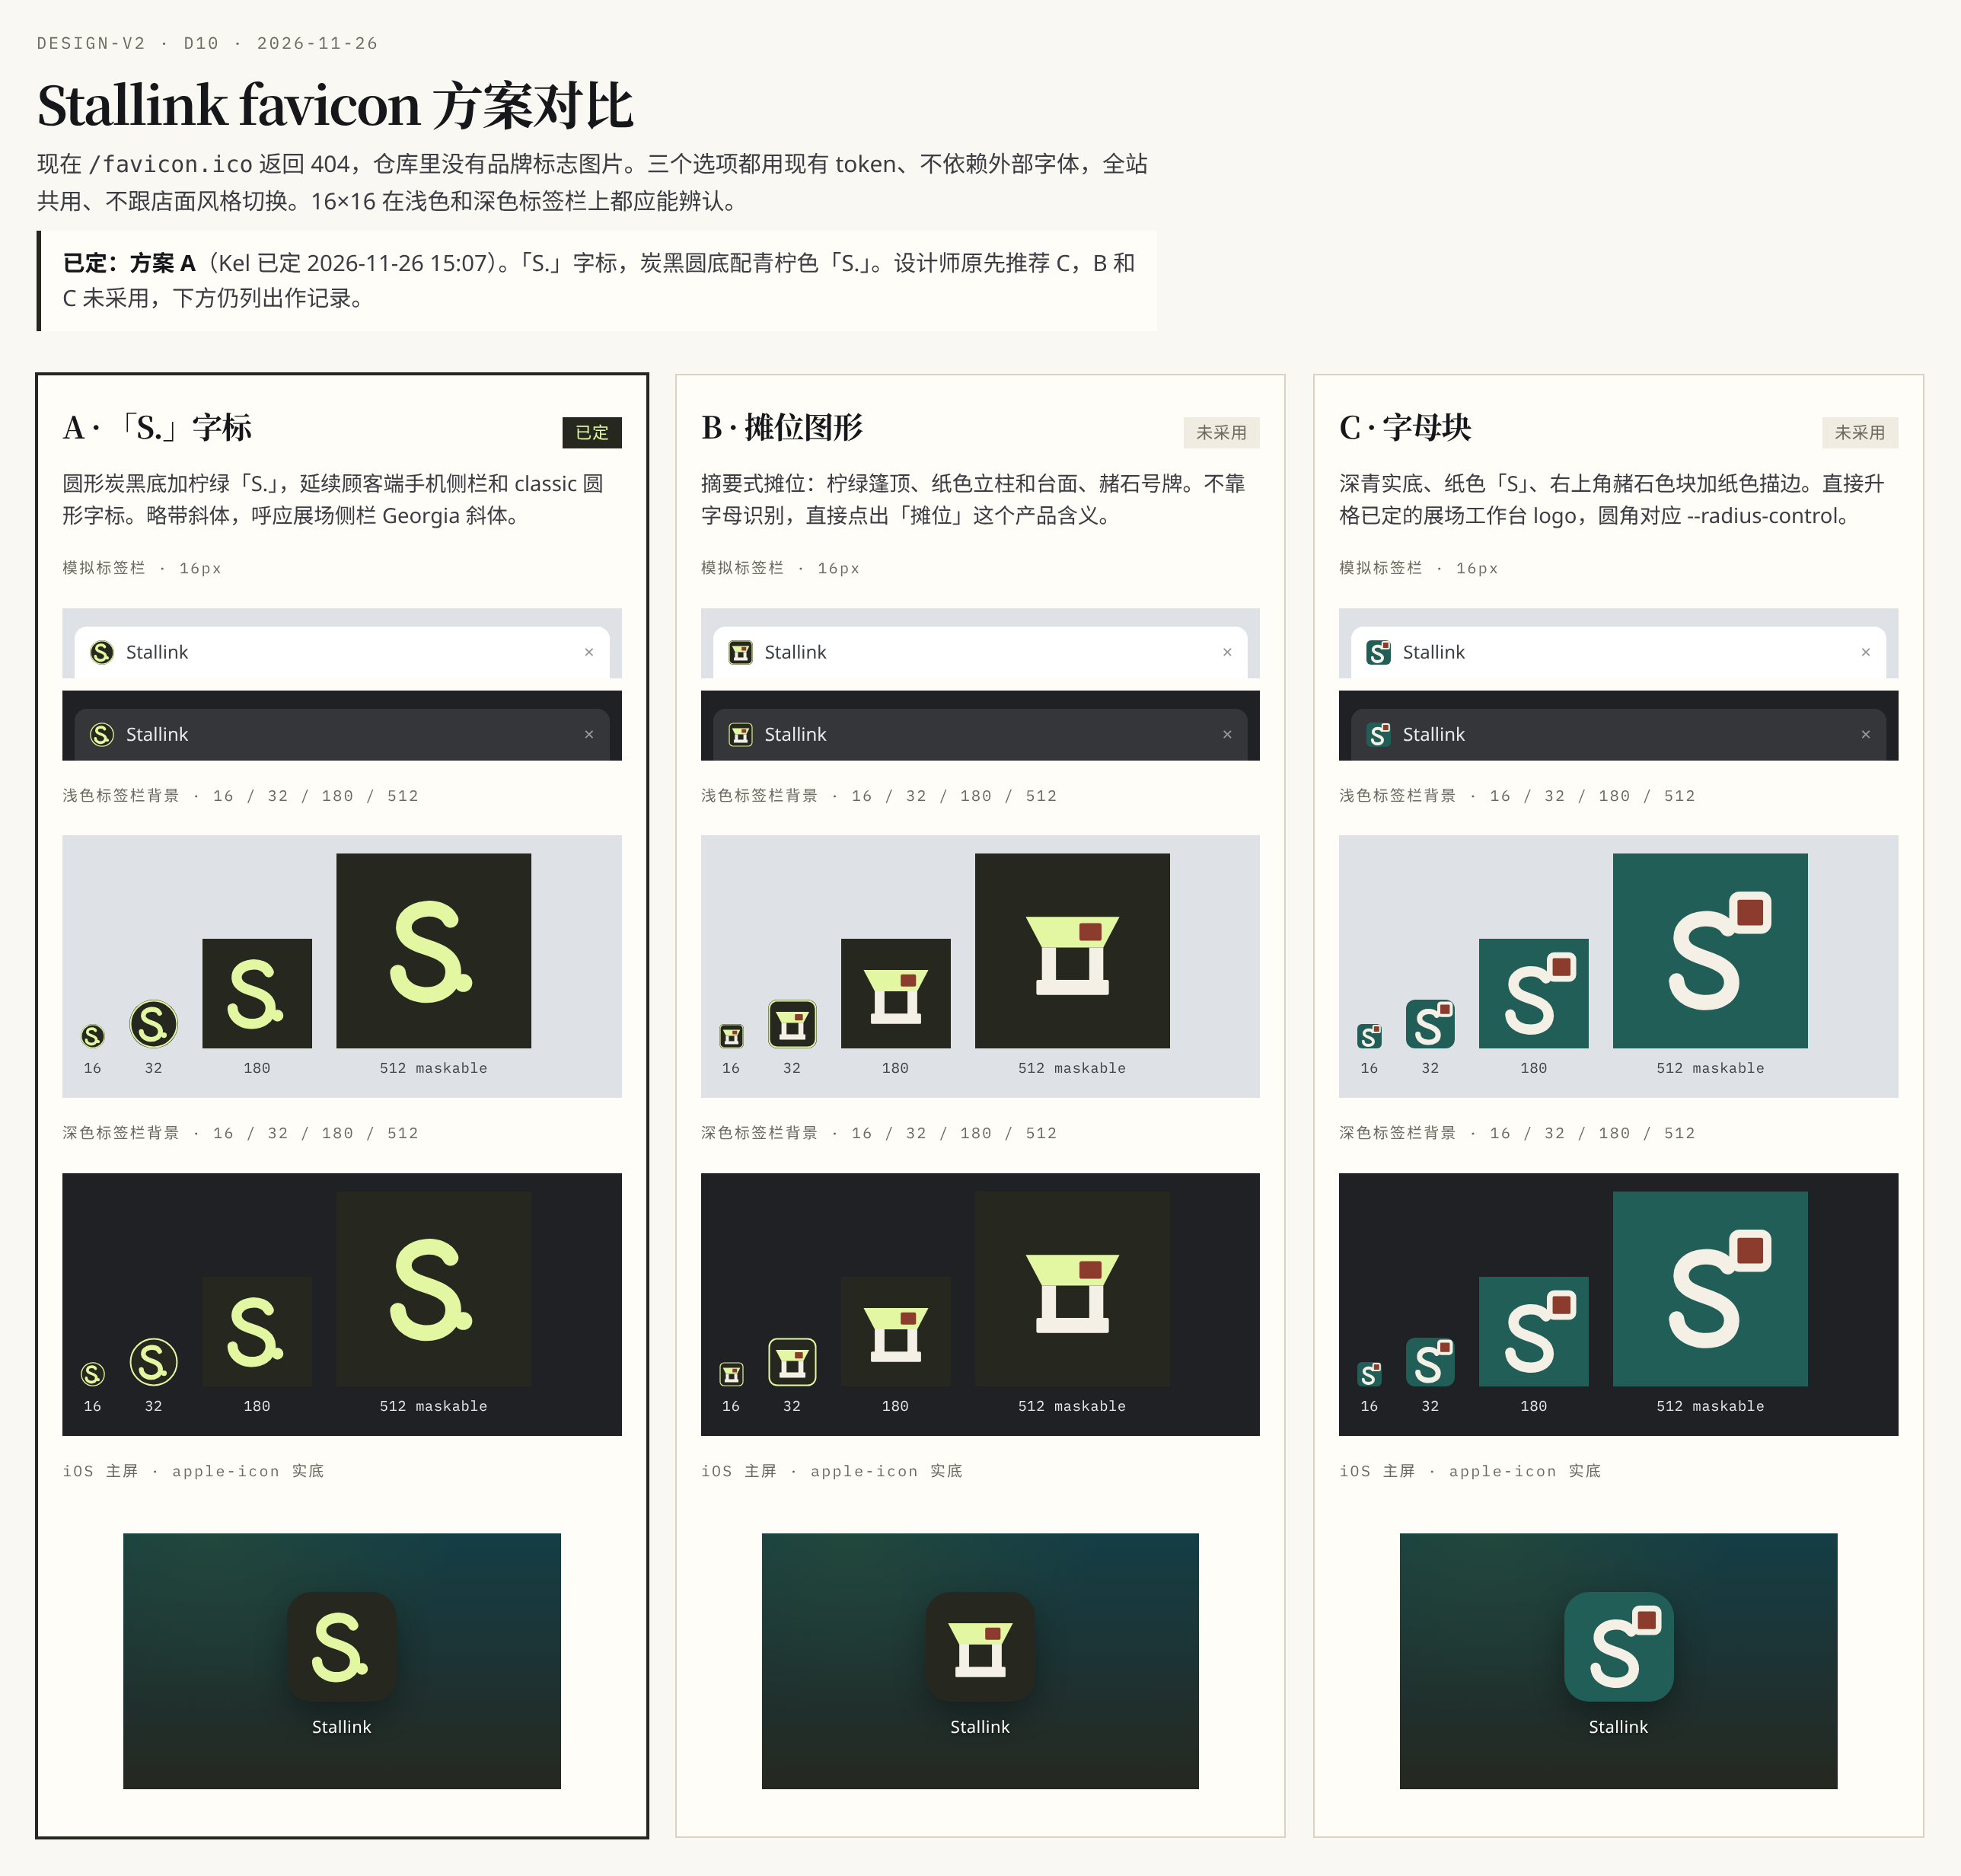 DESIGN-V2 · D10 · 2026-11-26
Stallink favicon 方案对比
现在 /favicon.ico 返回 404，仓库里没有品牌标志图片。三个选项都用现有 token、不依赖外部字体，全站
共用、不跟店面风格切换。16×16 在浅色和深色标签栏上都应能辨认。
已定：方案 A（Kel 已定 2026-11-26 15:07）。「S.」字标，炭黑圆底配青柠色「S.」。设计师原先推荐 C，B 和
C 未采用，下方仍列出作记录。
A · 「S.」字标
已定
圆形炭黑底加柠绿「S.」，延续顾客端手机侧栏和 classic 圆
形字标。略带斜体，呼应展场侧栏 Georgia 斜体。
模拟标签栏 · 16px
S. Stallink ×
S. Stallink ×
浅色标签栏背景 · 16 / 32 / 180 / 512
S. S. S. S.
16 32 180 512 maskable
深色标签栏背景 · 16 / 32 / 180 / 512
S. S. S. S.
16 32 180 512 maskable
iOS 主屏 · apple-icon 实底
S.
Stallink
B · 摊位图形
未采用
摘要式摊位：柠绿篷顶、纸色立柱和台面、赭石号牌。不靠
字母识别，直接点出「摊位」这个产品含义。
模拟标签栏 · 16px
Stallink ×
Stallink ×
浅色标签栏背景 · 16 / 32 / 180 / 512
16 32 180 512 maskable
深色标签栏背景 · 16 / 32 / 180 / 512
16 32 180 512 maskable
iOS 主屏 · apple-icon 实底
Stallink
C · 字母块
未采用
深青实底、纸色「S」、右上角赭石色块加纸色描边。直接升
格已定的展场工作台 logo，圆角对应 --radius-control。
模拟标签栏 · 16px
S Stallink ×
S Stallink ×
浅色标签栏背景 · 16 / 32 / 180 / 512
S S S S
16 32 180 512 maskable
深色标签栏背景 · 16 / 32 / 180 / 512
S S S S
16 32 180 512 maskable
iOS 主屏 · apple-icon 实底
S
Stallink